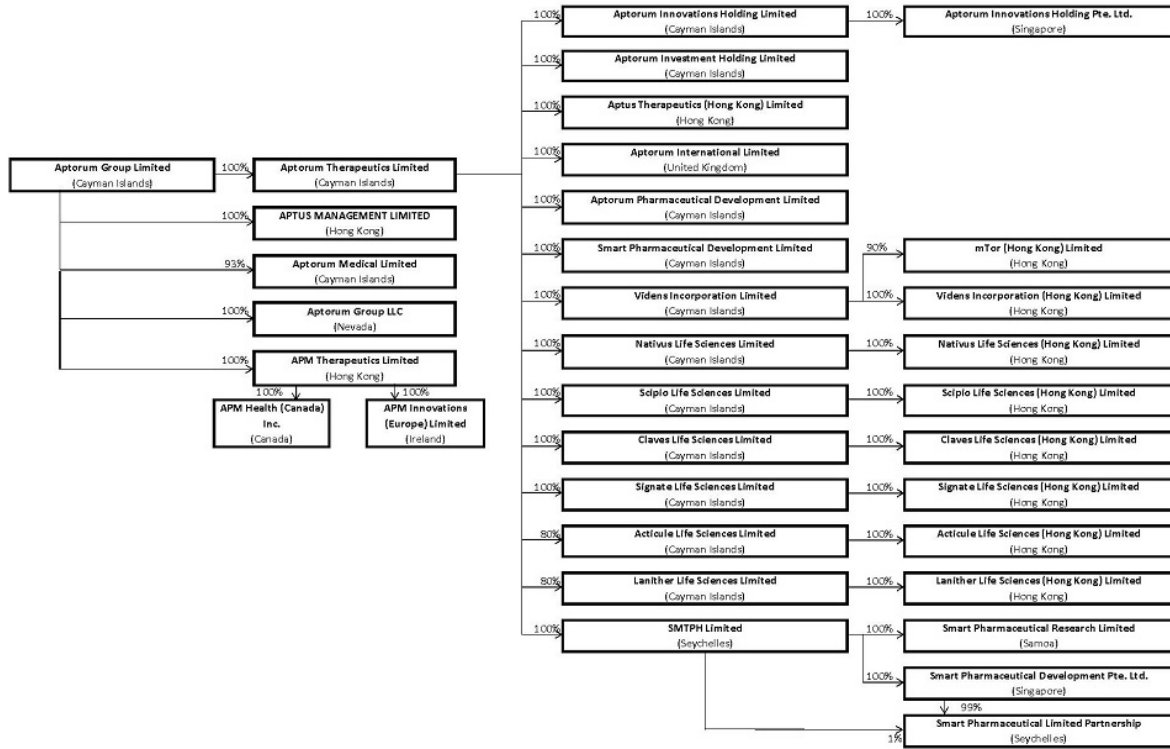 100%
Aptorum Innovations Holding Limited
(Cayman Islands)
100%
Aptorum Innovations Holding Pte. Ltd.
(Singapore)
100%
Aptorum Investment Holding Limited
(Cayman Islands)
100%
Aptus Therapeutics (Hong Kong) Limited
(Hong Kong)
Aptorum Group Limited
(Cayman Islands)
100%
Aptorum Therapeutics Limited
(Cayman Islands)
100%
Aptorum International Limited
(United Kingdom)
100%
APTUS MANAGEMENT LIMITED
(Hong Kong)
100%
Aptorum Pharmaceutical Development Limited
(Cayman Islands)
93%
Aptorum Medical Limited
(Cayman Islands)
100%
Smart Pharmaceutical Development Limited
(Cayman Islands)
90%
mTor (Hong Kong) Limited
(Hong Kong)
100%
Aptorum Group LLC
(Nevada)
100%
Videns Incorporation Limited
(Cayman Islands)
100%
Videns Incorporation (Hong Kong) Limited
(Hong Kong)
100%
APM Therapeutics Limited
(Hong Kong)
100%
Nativus Life Sciences Limited
(Cayman Islands)
100%
Nativus Life Sciences (Hong Kong) Limited
(Hong Kong)
100%
APM Health (Canada)
Inc.
(Canada)
100%
APM Innovations
(Europe) Limited
(Ireland)
100%
Scipio Life Sciences Limited
(Cayman Islands)
100%
Scipio Life Sciences (Hong Kong) Limited
(Hong Kong)
100%
Claves Life Sciences Limited
(Cayman Islands)
100%
Claves Life Sciences (Hong Kong) Limited
(Hong Kong)
100%
Signate Life Sciences Limited
(Cayman Islands)
100%
Signate Life Sciences (Hong Kong) Limited
(Hong Kong)
80%
Acticule Life Sciences Limited
(Cayman Islands)
100%
Acticule Life Sciences (Hong Kong) Limited
(Hong Kong)
80%
Lanither Life Sciences Limited
(Cayman Islands)
100%
Lanither Life Sciences (Hong Kong) Limited
(Hong Kong)
100%
SMTPH Limited
(Seychelles)
100%
Smart Pharmaceutical Research Limited
(Samoa)
100%
Smart Pharmaceutical Development Pte. Ltd.
(Singapore)
99%
1%
Smart Pharmaceutical Limited Partnership
(Seychelles)